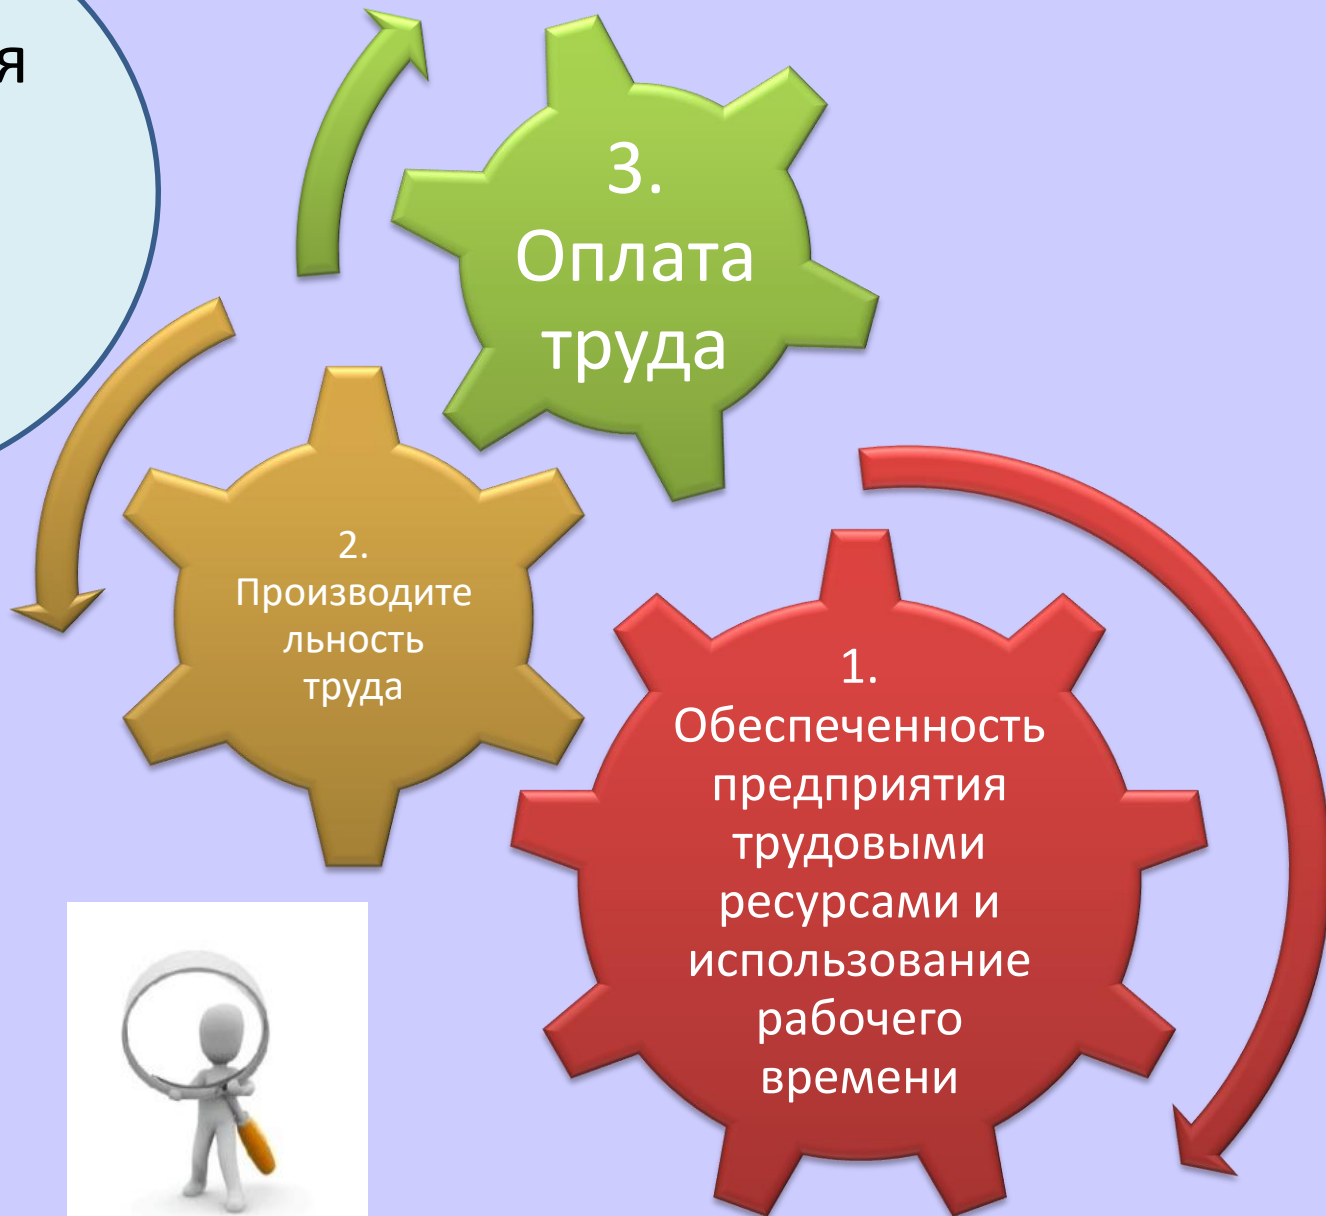 я
3.
Оплата
труда
2.
Производите
льность
труда
1.
Обеспеченность
предприятия
трудовыми
ресурсами и
использование
рабочего
времени